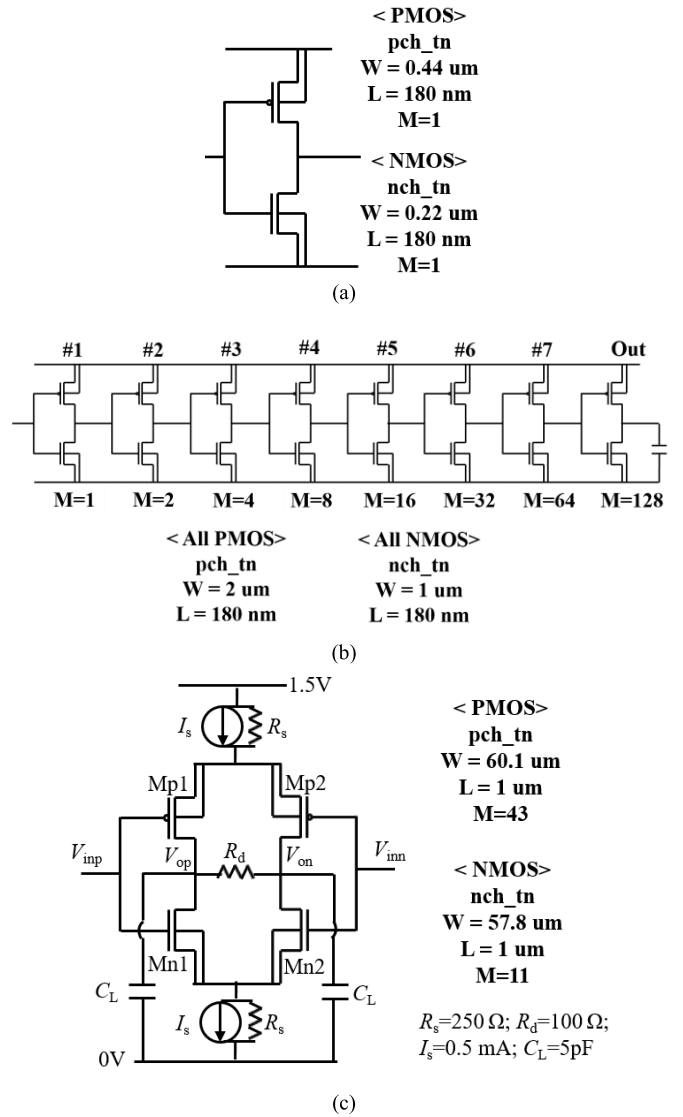 < PMOS>
pch_tn
W = 0.44 um
L = 180 nm
M=1
< NMOS>
nch_tn
W = 0.22 um
L = 180 nm
M=1
(a)
#1 #2 #3 #4 #5 #6 #7 Out
M=1 M=2 M=4 M=8 M=16 M=32 M=64 M=128
< All PMOS> < All NMOS>
pch_tn nch_tn
W = 2 um W = 1 um
L = 180 nm L = 180 nm
(b)
1.5V
Is Rs
Mp1 Mp2
Vinp Vop Rd Von Vinn
Mn1 Mn2
CL CL
Is Rs
0V
< PMOS>
pch_tn
W = 60.1 um
L = 1 um
M=43
< NMOS>
nch_tn
W = 57.8 um
L = 1 um
M=11
Rs=250 Ω; Rd=100 Ω;
Is=0.5 mA; CL=5pF
(c)